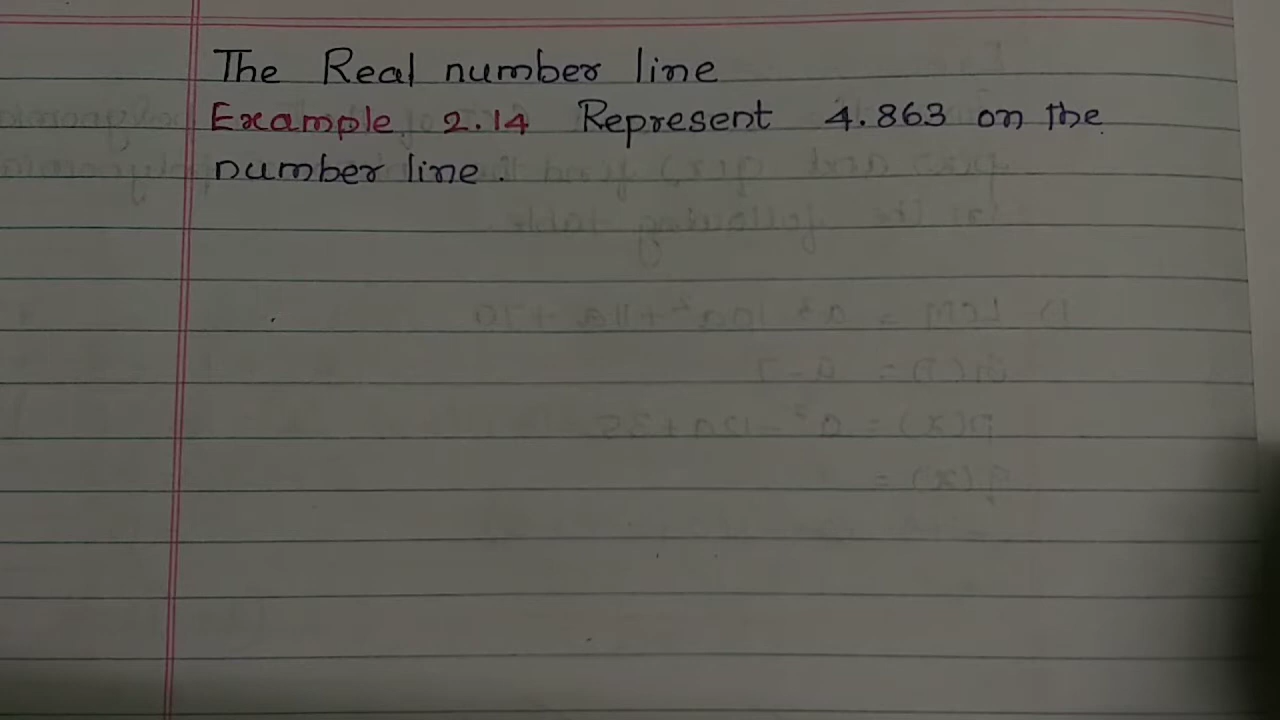 The Real number line
Example 2.14 Represent 4.863 on the
number line.